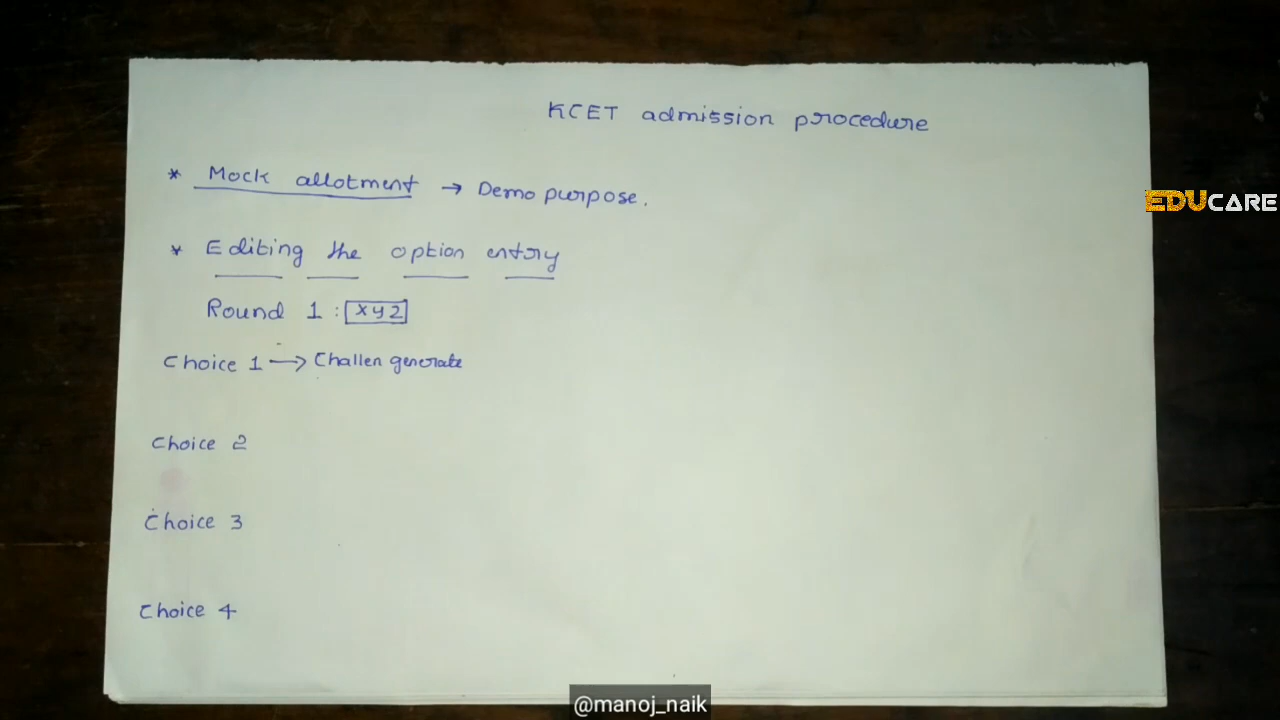 KCET admission procedure
* Mock allotment → Demo purpose.
EDUCARE
* Editing the option entry
Round 1 : xyz
Choice 1 → Challen generate
Choice 2
Choice 3
Choice 4
@manoj_naik